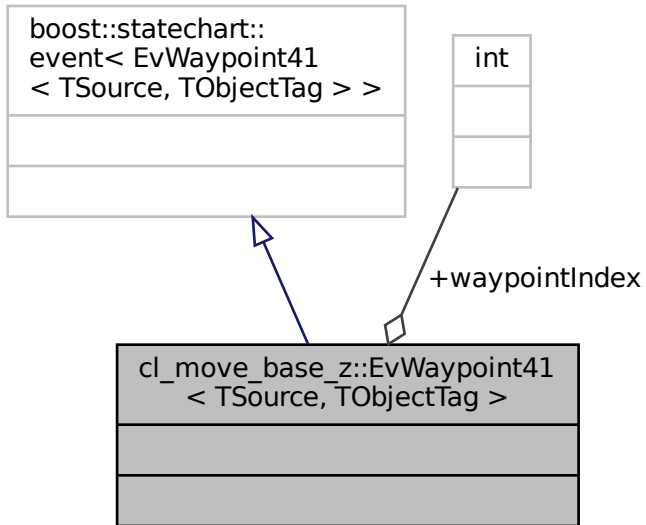 boost::statechart::
event< EvWaypoint41
< TSource, TObjectTag > >
int
+waypointIndex
cl_move_base_z::EvWaypoint41
< TSource, TObjectTag >